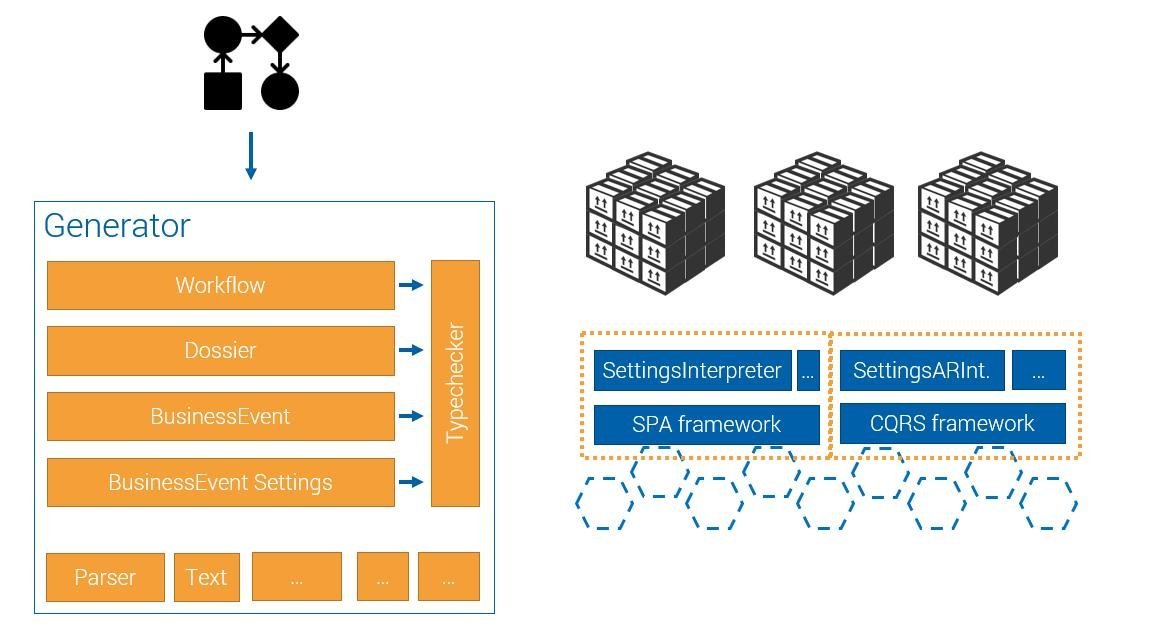 Generator
Workflow
Dossier
BusinessEvent
BusinessEvent Settings
Typechecker
Parser
Text
...
...
...
SettingsInterpreter
...
SPA framework
SettingsARInt.
...
CQRS framework